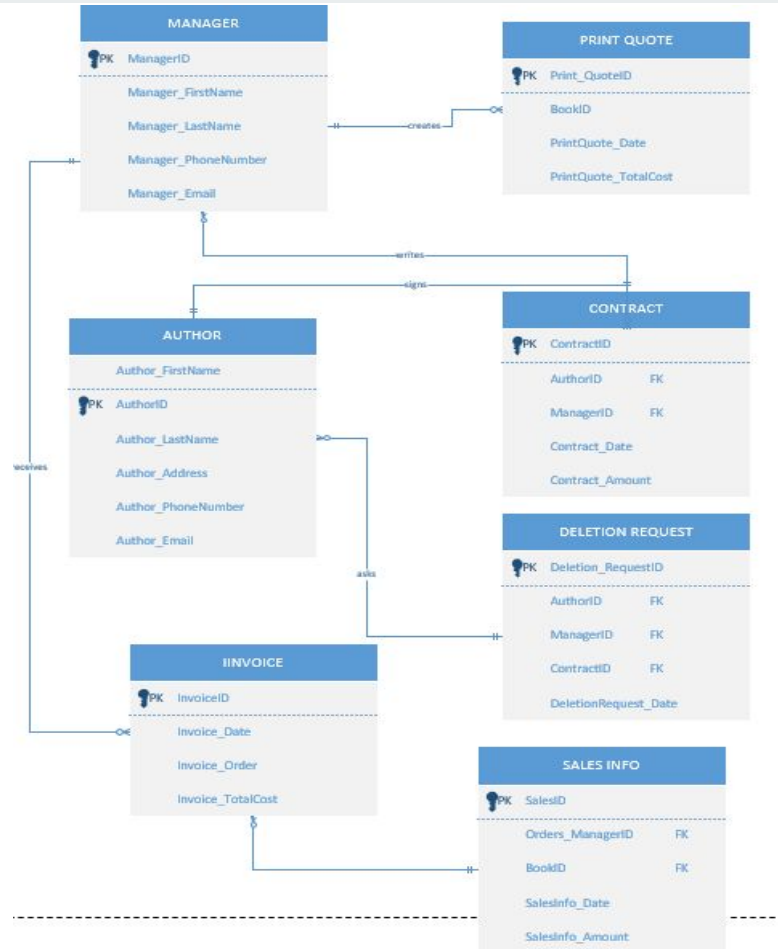 MANAGER
PK ManagerID
Manager_FirstName
Manager_LastName
Manager_PhoneNumber
Manager_Email
PRINT QUOTE
PK Print_QuoteID
BookID
PrintQuote_Date
PrintQuote_TotalCost
creates
writes
signs
CONTRACT
PK ContractID
AuthorID FK
ManagerID FK
Contract_Date
Contract_Amount
AUTHOR
Author_FirstName
PK AuthorID
Author_LastName
Author_Address
Author_PhoneNumber
Author_Email
receives
asks
DELETION REQUEST
PK Deletion_RequestID
AuthorID FK
ManagerID FK
ContractID FK
DeletionRequest_Date
IINVOICE
PK InvoiceID
Invoice_Date
Invoice_Order
Invoice_TotalCost
SALES INFO
PK SalesID
Orders_ManagerID FK
BookID FK
SalesInfo_Date
SalesInfo_Amount